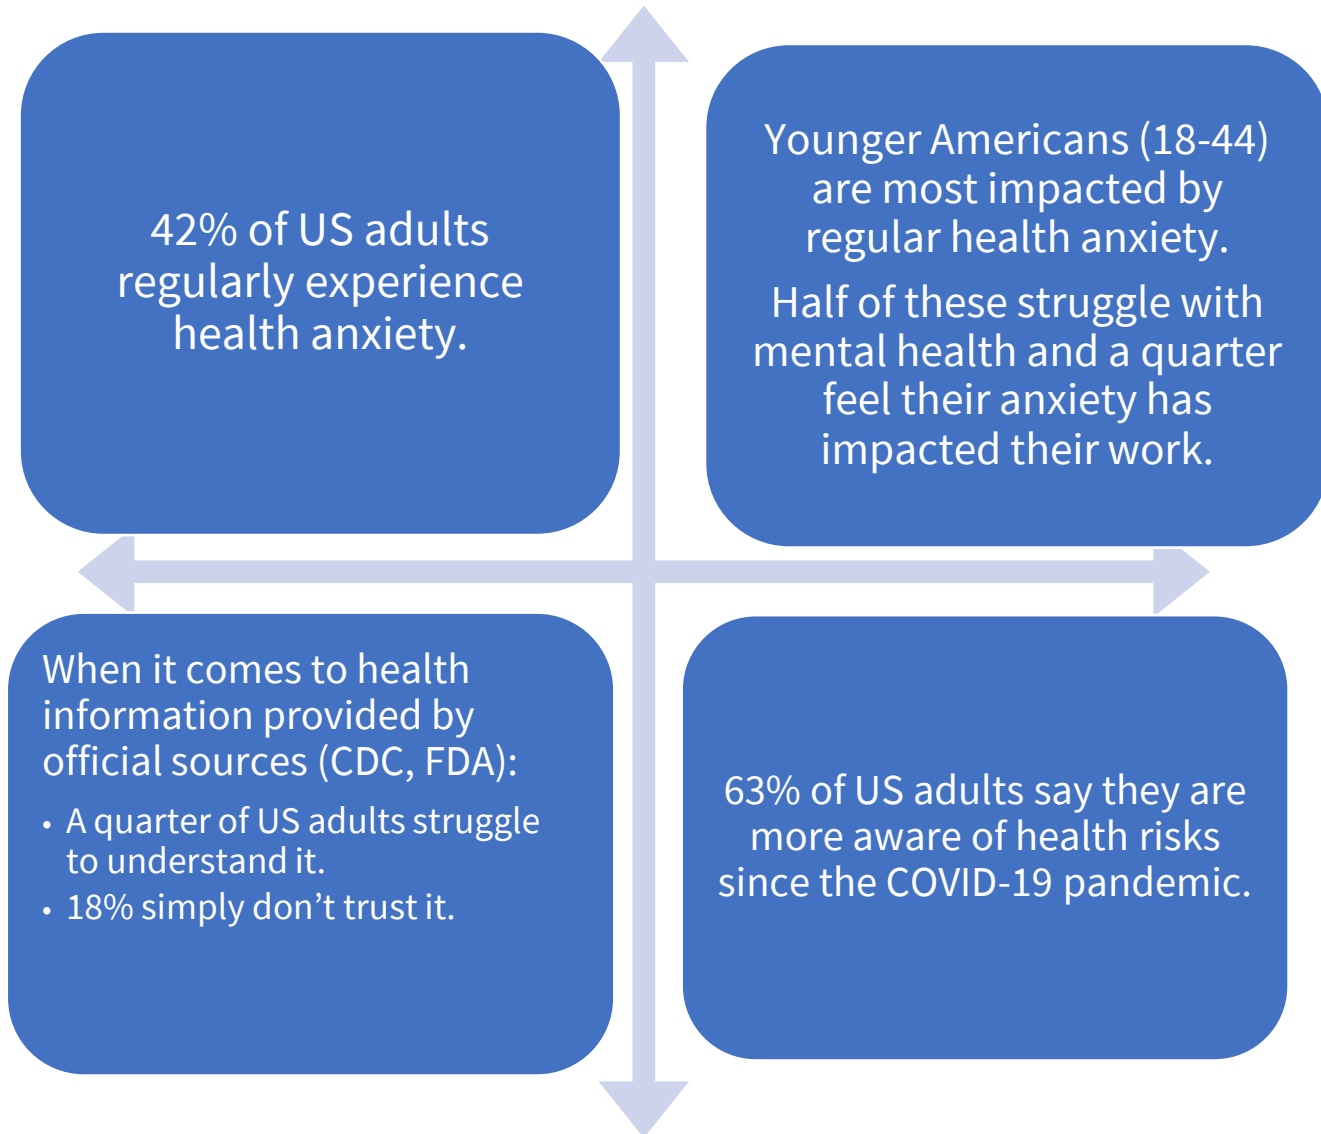 42% of US adults
regularly experience
health anxiety.
Younger Americans (18-44)
are most impacted by
regular health anxiety.
Half of these struggle with
mental health and a quarter
feel their anxiety has
impacted their work.
When it comes to health
information provided by
official sources (CDC, FDA):
• A quarter of US adults struggle
to understand it.
• 18% simply don’t trust it.
63% of US adults say they are
more aware of health risks
since the COVID-19 pandemic.